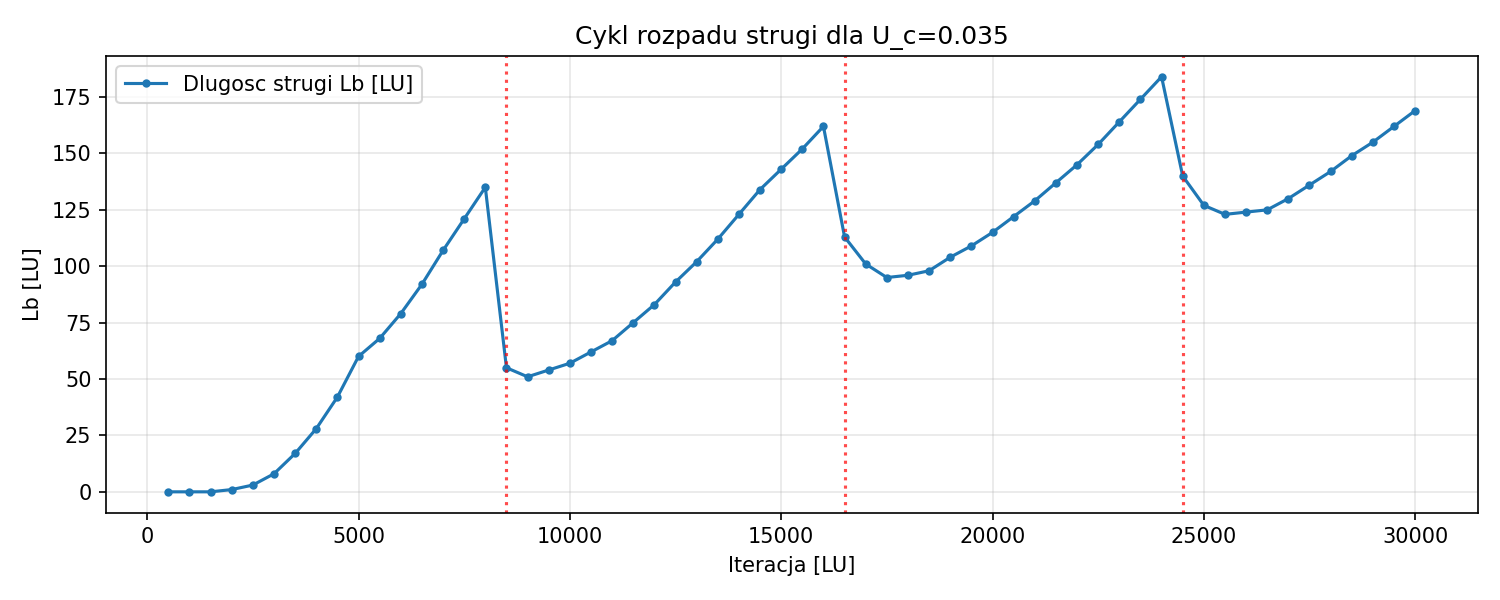 Cykl rozpadu strugi dla U_c=0.035
Dlugosc strugi Lb [LU]
Lb [LU]
175
150
125
100
75
50
25
0
0 5000 10000 15000 20000 25000 30000
Iteracja [LU]